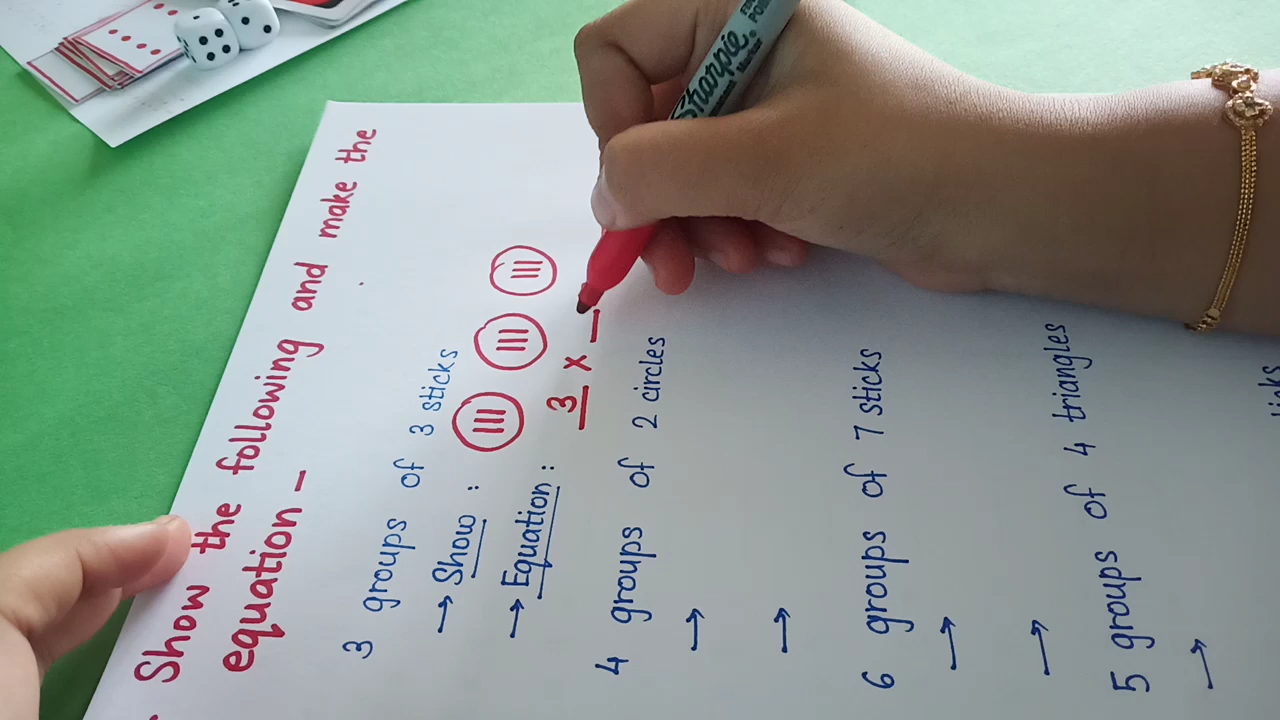 Show the following and make the
equation -
3 groups of 3 sticks
→ Show :
→ Equation : 3 x _
4 groups of 2 circles
→
→
6 groups of 7 sticks
→
→
5 groups of 4 triangles
→
Sharpie